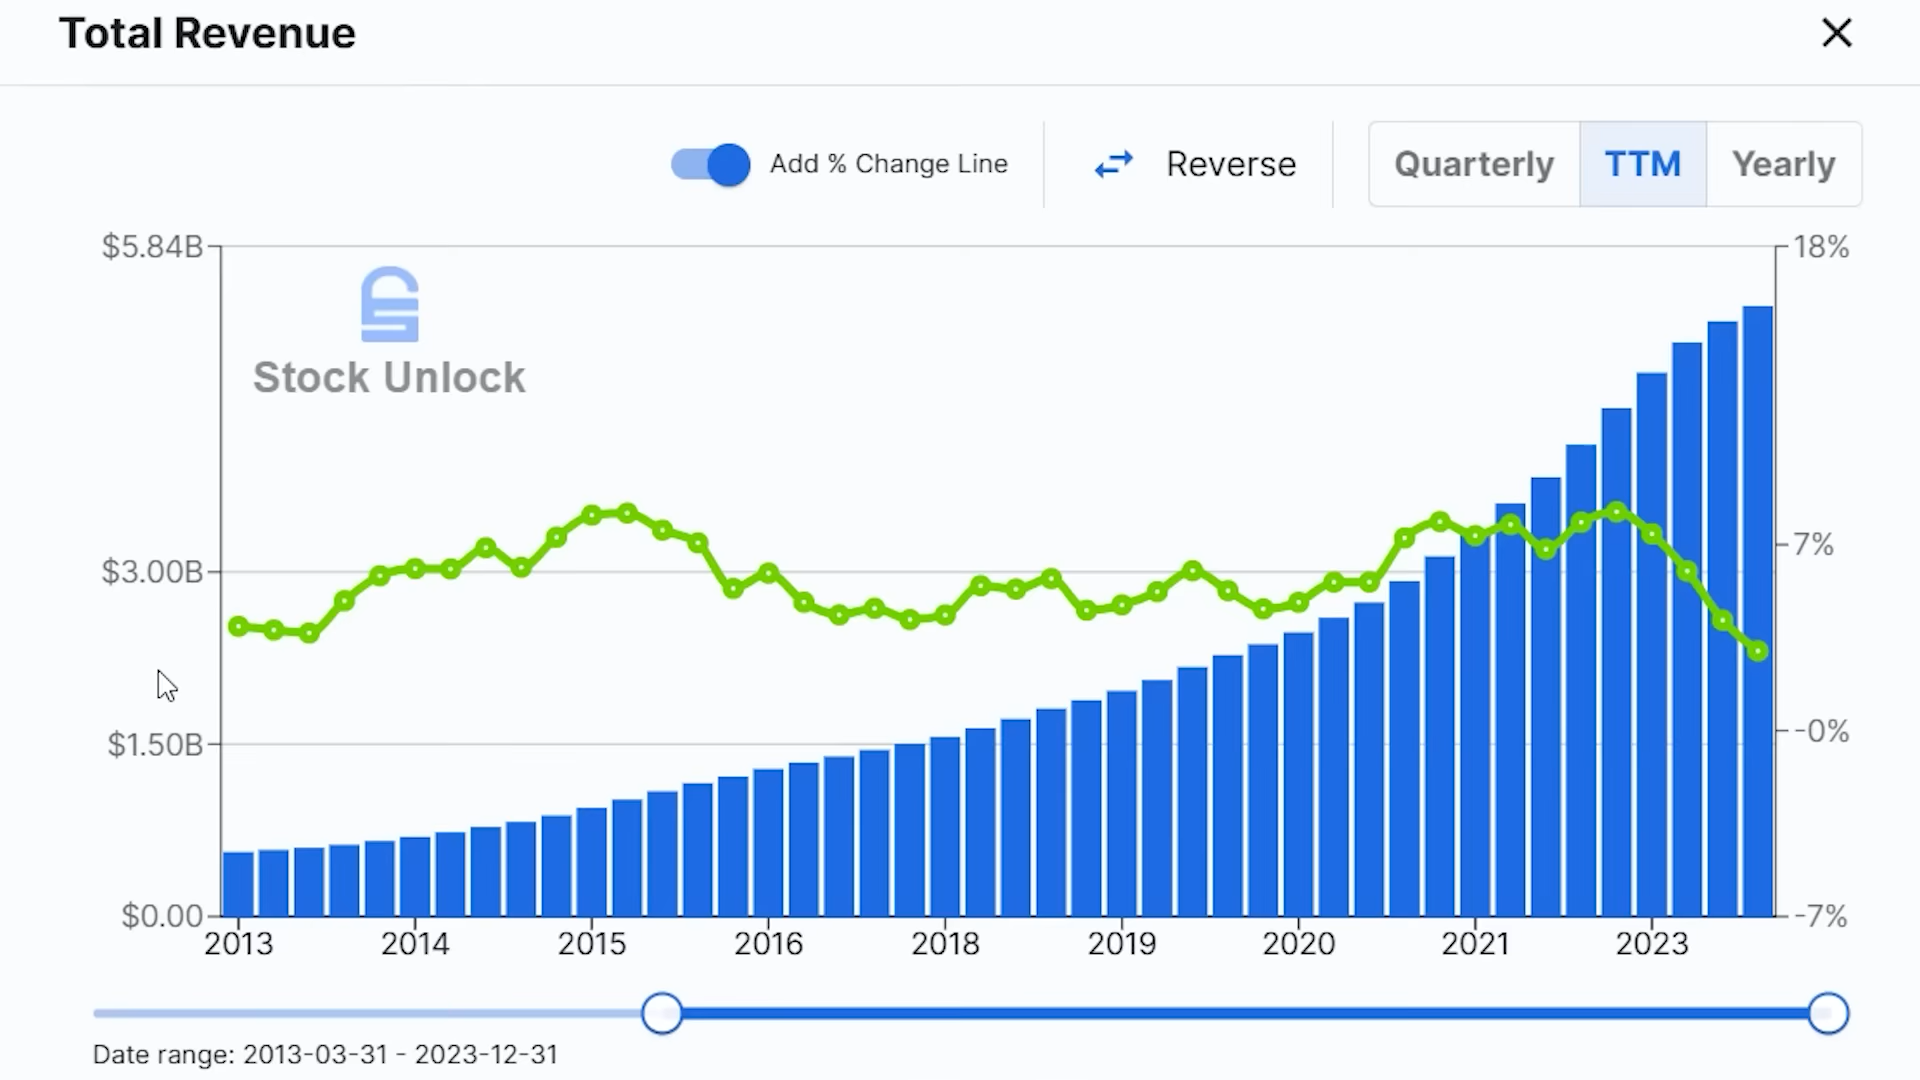 Total Revenue
Add % Change Line
Reverse
Quarterly
TTM
Yearly
$5.84B
18%
Stock Unlock
7%
$3.00B
-0%
$1.50B
$0.00
-7%
2013 2014 2015 2016 2018 2019 2020 2021 2023
Date range: 2013-03-31 - 2023-12-31